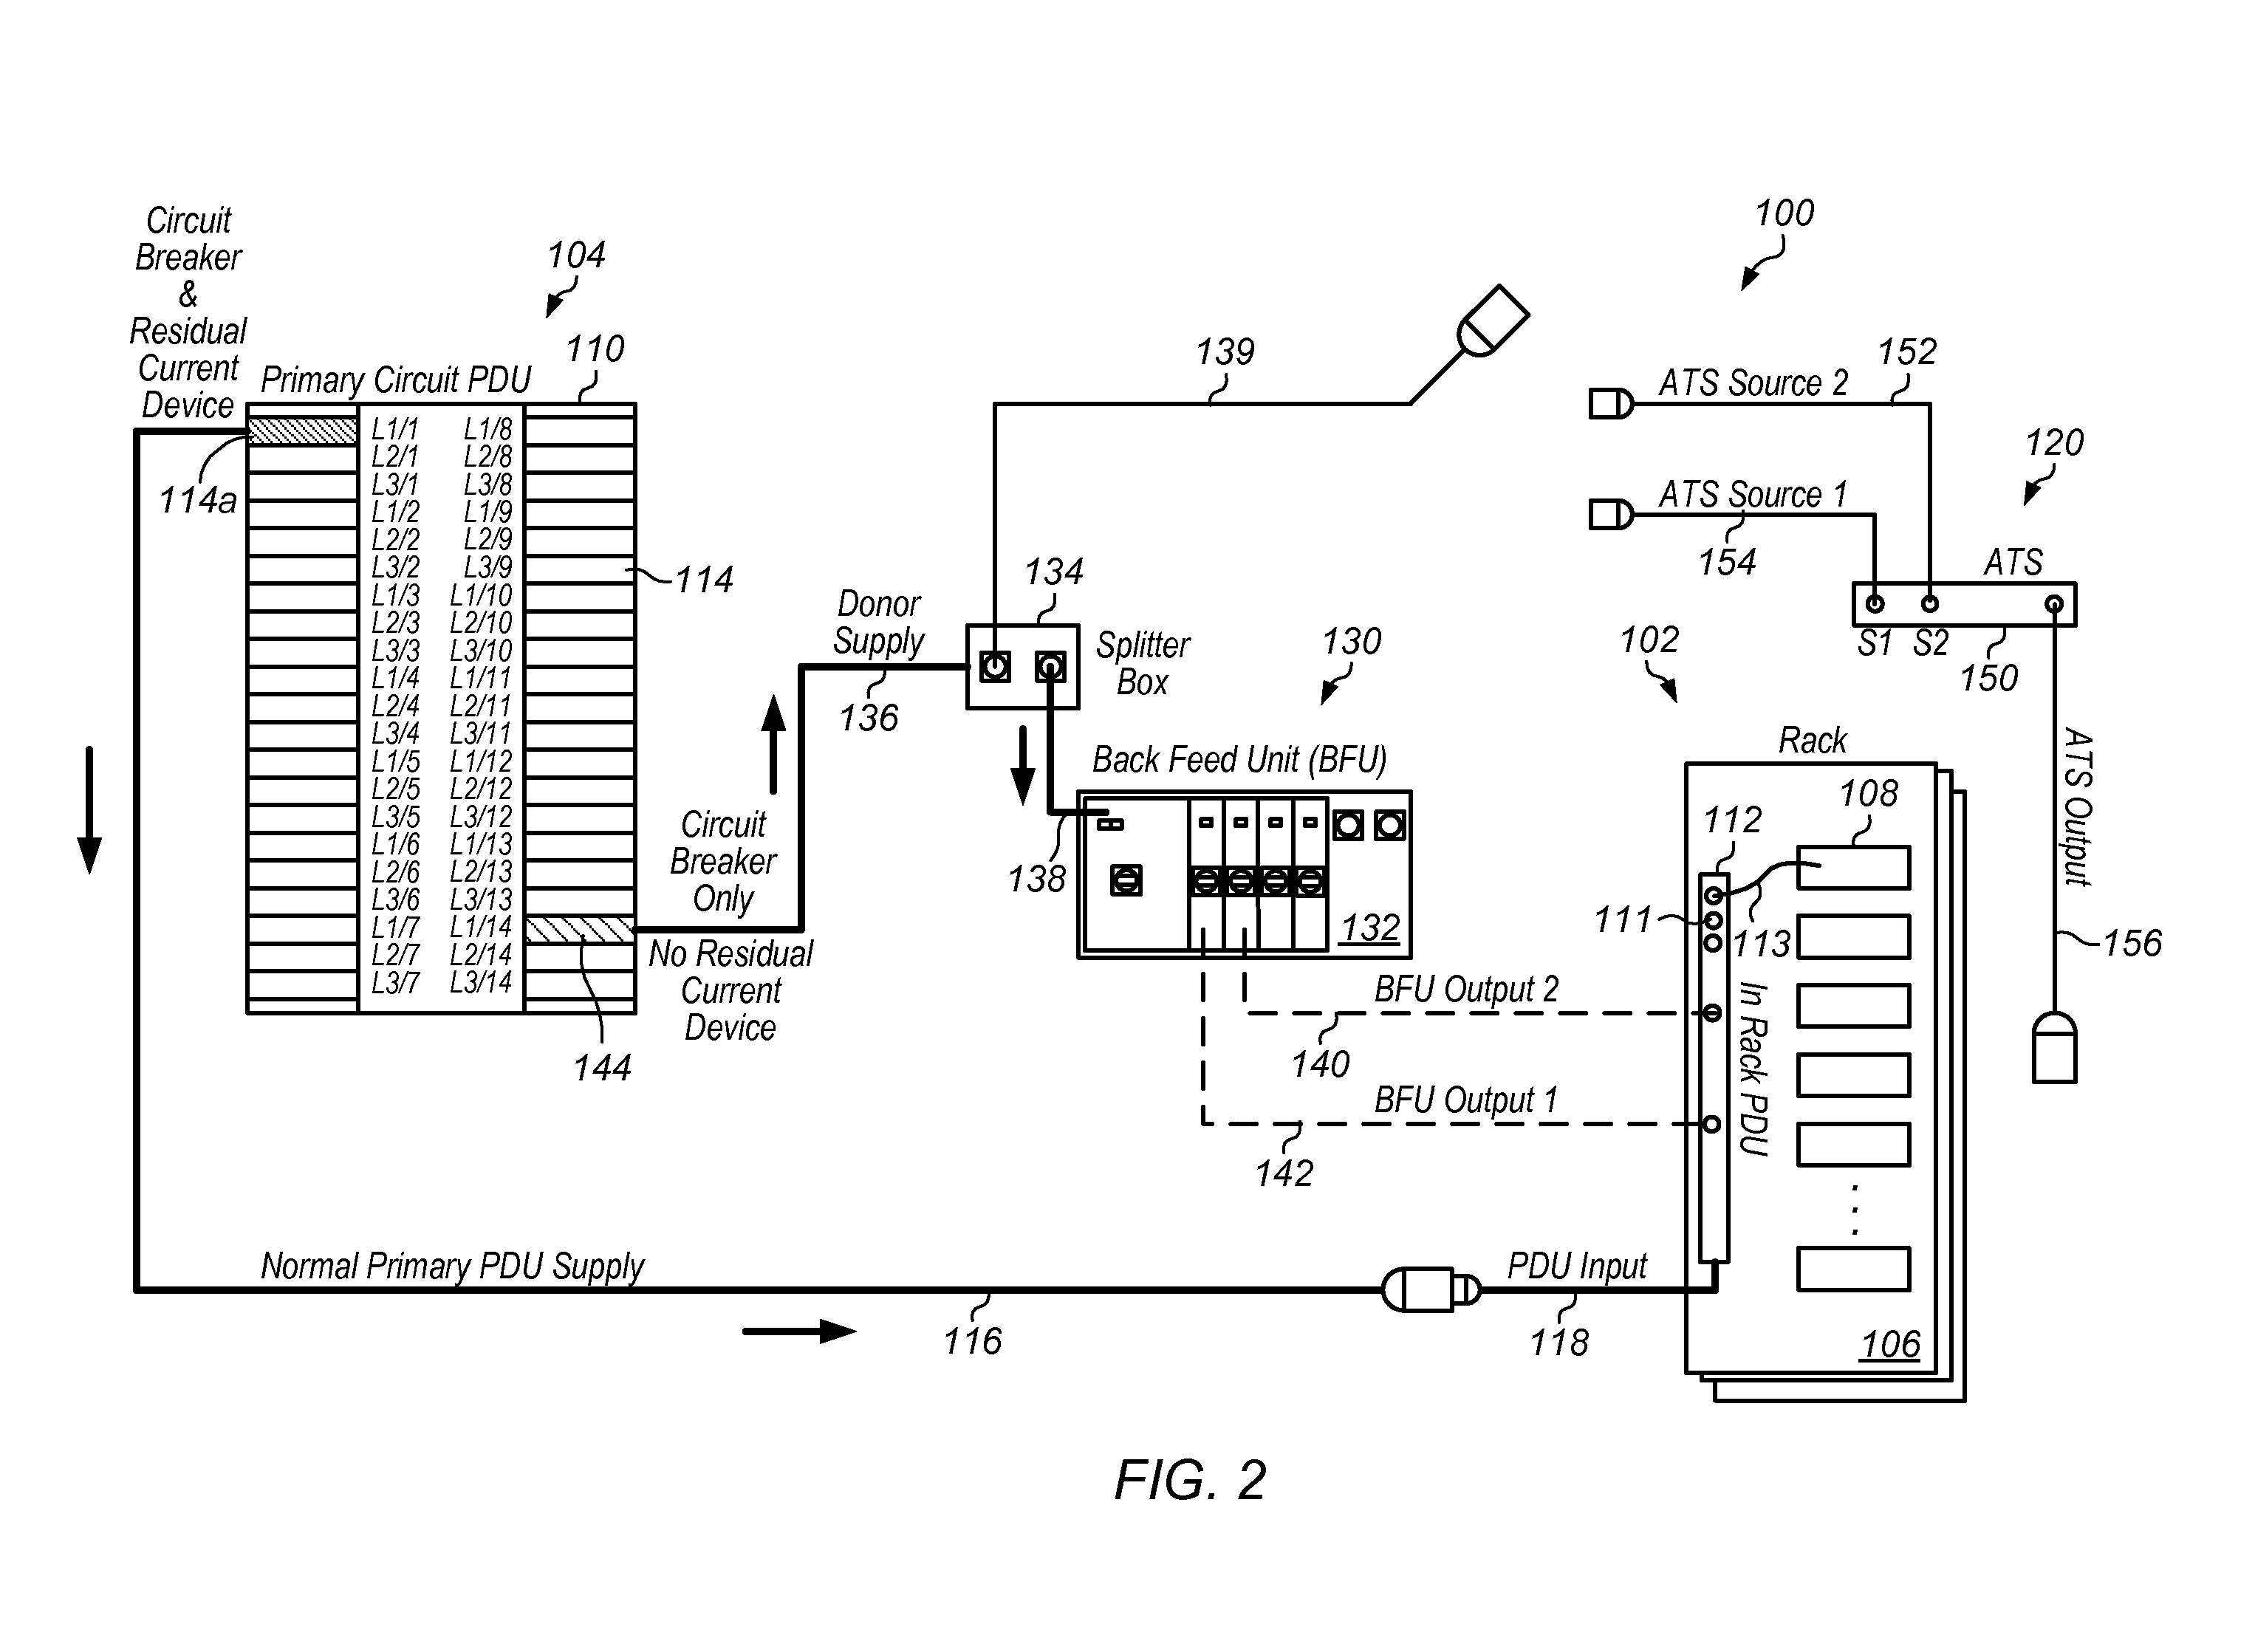 Circuit
Breaker
&
Residual
Current
Device
104
110
Primary Circuit PDU
114a
L1/1 L1/8
L2/1 L2/8
L3/1 L3/8
L1/2 L1/9
L2/2 L2/9
L3/2 L3/9
L1/3 L1/10
L2/3 L2/10
L3/3 L3/10
L1/4 L1/11
L2/4 L2/11
L3/4 L3/11
L1/5 L1/12
L2/5 L2/12
L3/5 L3/12
L1/6 L1/13
L2/6 L2/13
L3/6 L3/13
L1/7 L1/14
L2/7 L2/14
L3/7 L3/14
114
144
Circuit
Breaker
Only
No Residual
Current
Device
Donor
Supply
136
139
134
Splitter
Box
130
Back Feed Unit (BFU)
138
132
BFU Output 2
140
BFU Output 1
142
Normal Primary PDU Supply
116
PDU Input
118
100
ATS Source 2
152
ATS Source 1
154
120
ATS
S1 S2
150
ATS Output
156
102
Rack
108
112
111
113
In Rack PDU
106
FIG. 2